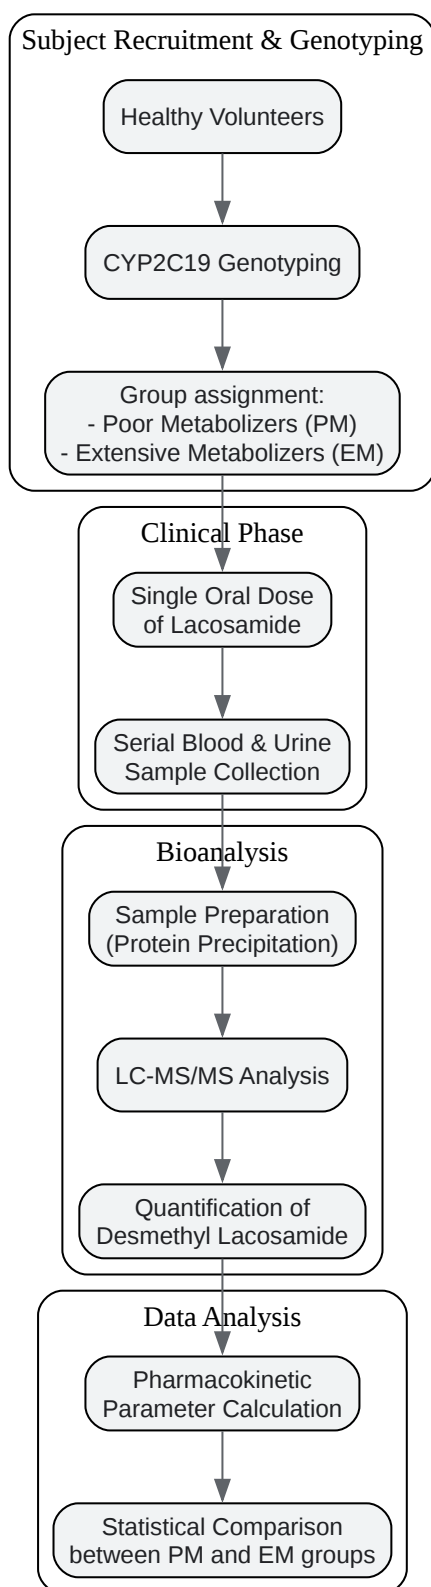 Subject Recruitment & Genotyping
Healthy Volunteers
CYP2C19 Genotyping
Group assignment:
- Poor Metabolizers (PM)
- Extensive Metabolizers (EM)
Clinical Phase
Single Oral Dose
of Lacosamide
Serial Blood & Urine
Sample Collection
Bioanalysis
Sample Preparation
(Protein Precipitation)
LC-MS/MS Analysis
Quantification of
Desmethyl Lacosamide
Data Analysis
Pharmacokinetic
Parameter Calculation
Statistical Comparison
between PM and EM groups